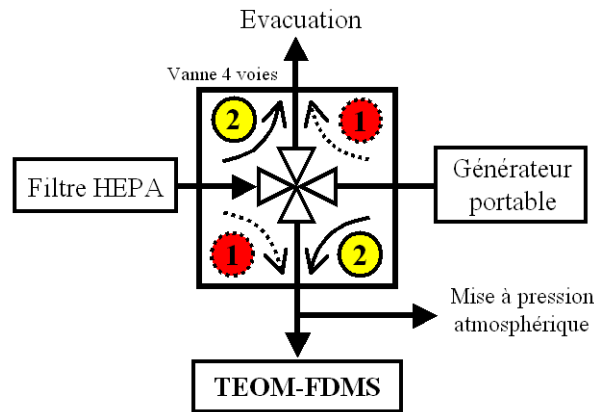 Evacuation
Vanne 4 voies
2
1
Filtre HEPA
Générateur
portable
1
2
Mise à pression
atmosphérique
TEOM-FDMS